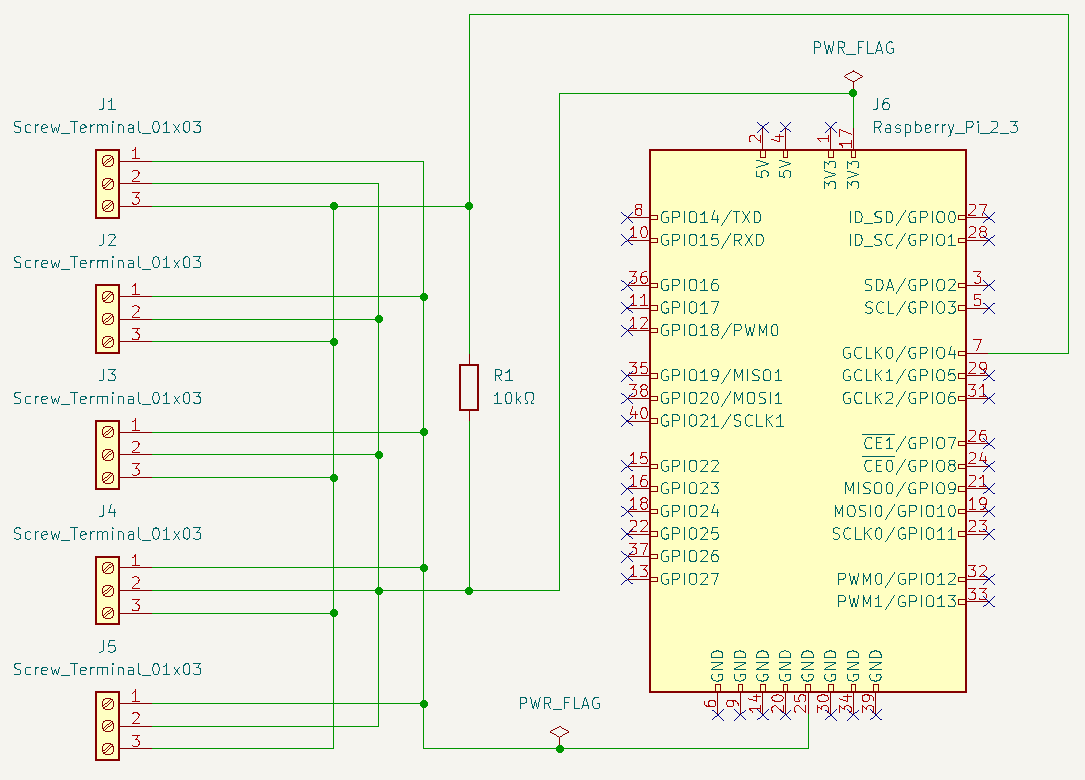 J1
Screw_Terminal_01x03
1
2
3
J2
Screw_Terminal_01x03
1
2
3
J3
Screw_Terminal_01x03
1
2
3
J4
Screw_Terminal_01x03
1
2
3
J5
Screw_Terminal_01x03
1
2
3
R1
10kΩ
PWR_FLAG
PWR_FLAG
J6
Raspberry_Pi_2_3
2 4 1 17
5V 5V 3V3 3V3
8 GPIO14/TXD
10 GPIO15/RXD
36 GPIO16
11 GPIO17
12 GPIO18/PWM0
35 GPIO19/MISO1
38 GPIO20/MOSI1
40 GPIO21/SCLK1
15 GPIO22
16 GPIO23
18 GPIO24
22 GPIO25
37 GPIO26
13 GPIO27
ID_SD/GPIO0 27
ID_SC/GPIO1 28
SDA/GPIO2 3
SCL/GPIO3 5
GCLK0/GPIO4 7
GCLK1/GPIO5 29
GCLK2/GPIO6 31
CE1/GPIO7 26
CE0/GPIO8 24
MISO0/GPIO9 21
MOSI0/GPIO10 19
SCLK0/GPIO11 23
PWM0/GPIO12 32
PWM1/GPIO13 33
GND GND GND GND GND GND GND GND
6 9 14 20 25 30 34 39